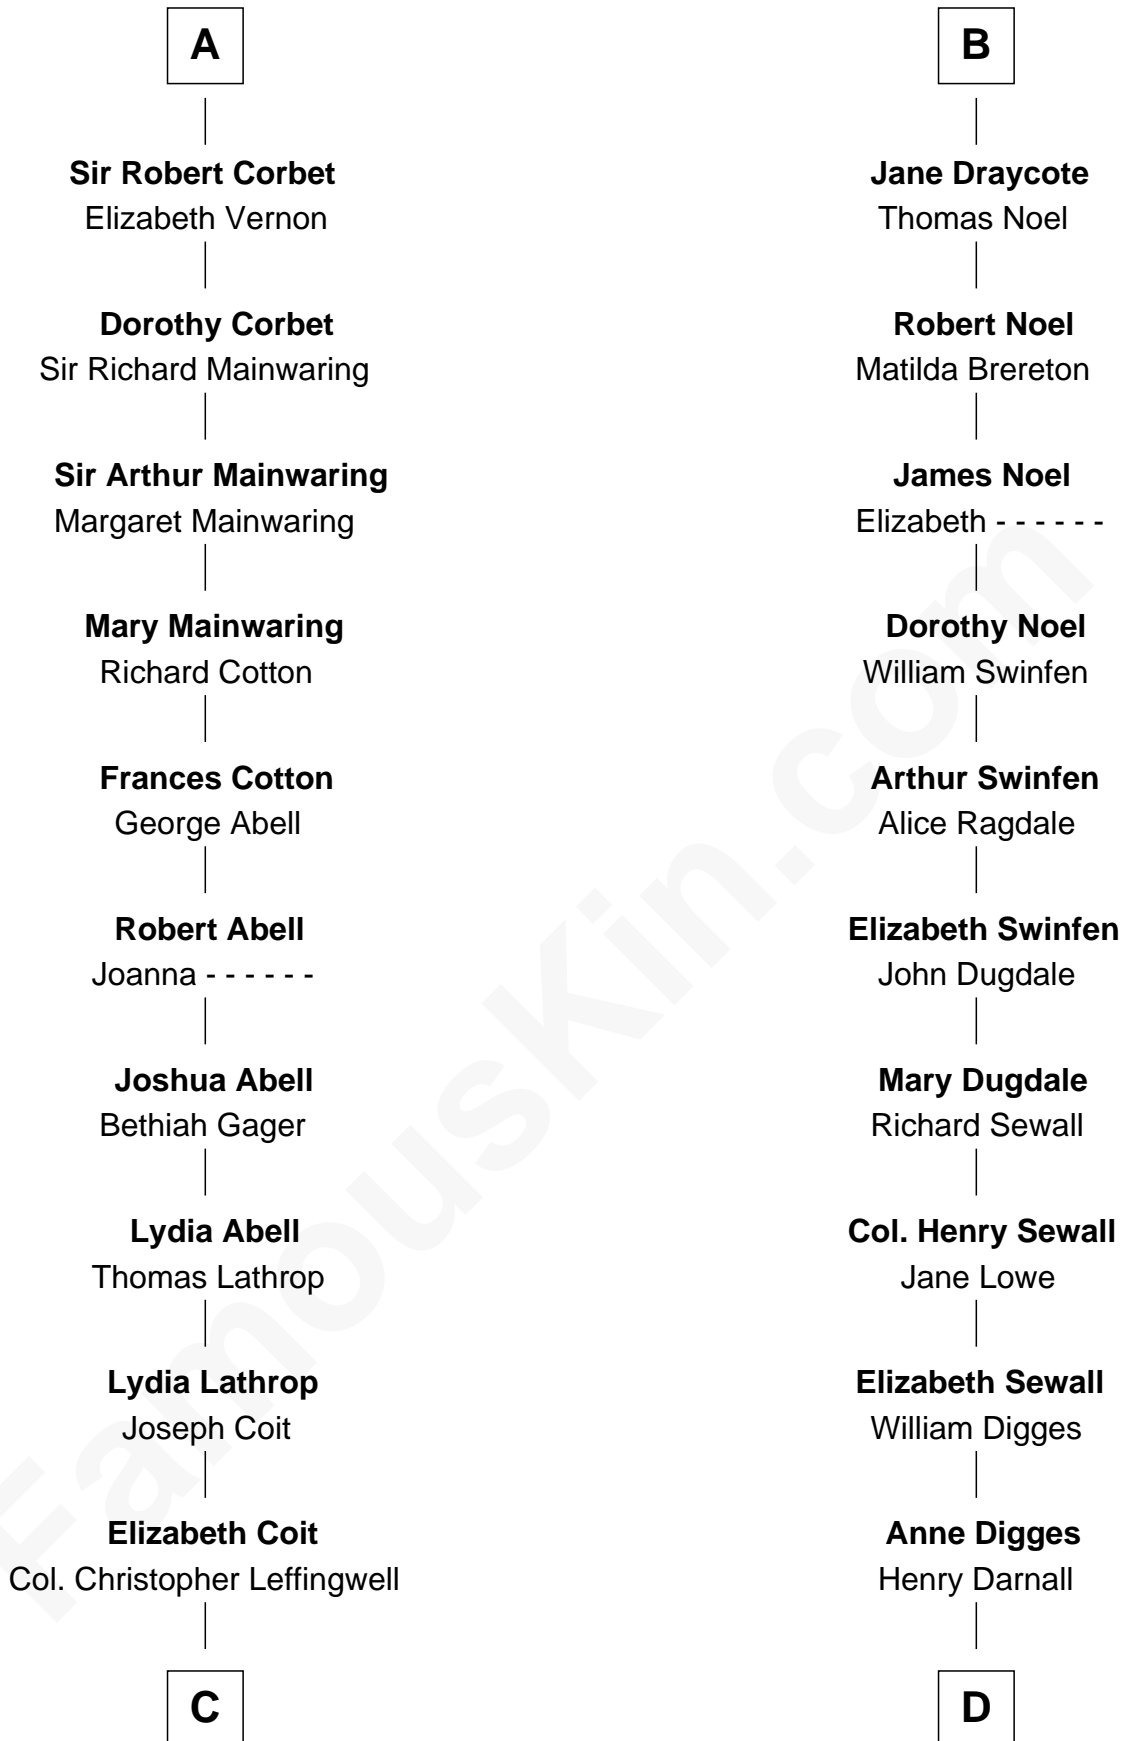 A
Sir Robert Corbet
Elizabeth Vernon
Dorothy Corbet
Sir Richard Mainwaring
Sir Arthur Mainwaring
Margaret Mainwaring
Mary Mainwaring
Richard Cotton
Frances Cotton
George Abell
Robert Abell
Joanna - - - - - -
Joshua Abell
Bethiah Gager
Lydia Abell
Thomas Lathrop
Lydia Lathrop
Joseph Coit
Elizabeth Coit
Col. Christopher Leffingwell
C
B
Jane Draycote
Thomas Noel
Robert Noel
Matilda Brereton
James Noel
Elizabeth - - - - - -
Dorothy Noel
William Swinfen
Arthur Swinfen
Alice Ragdale
Elizabeth Swinfen
John Dugdale
Mary Dugdale
Richard Sewall
Col. Henry Sewall
Jane Lowe
Elizabeth Sewall
William Digges
Anne Digges
Henry Darnall
D
FamousKin.com